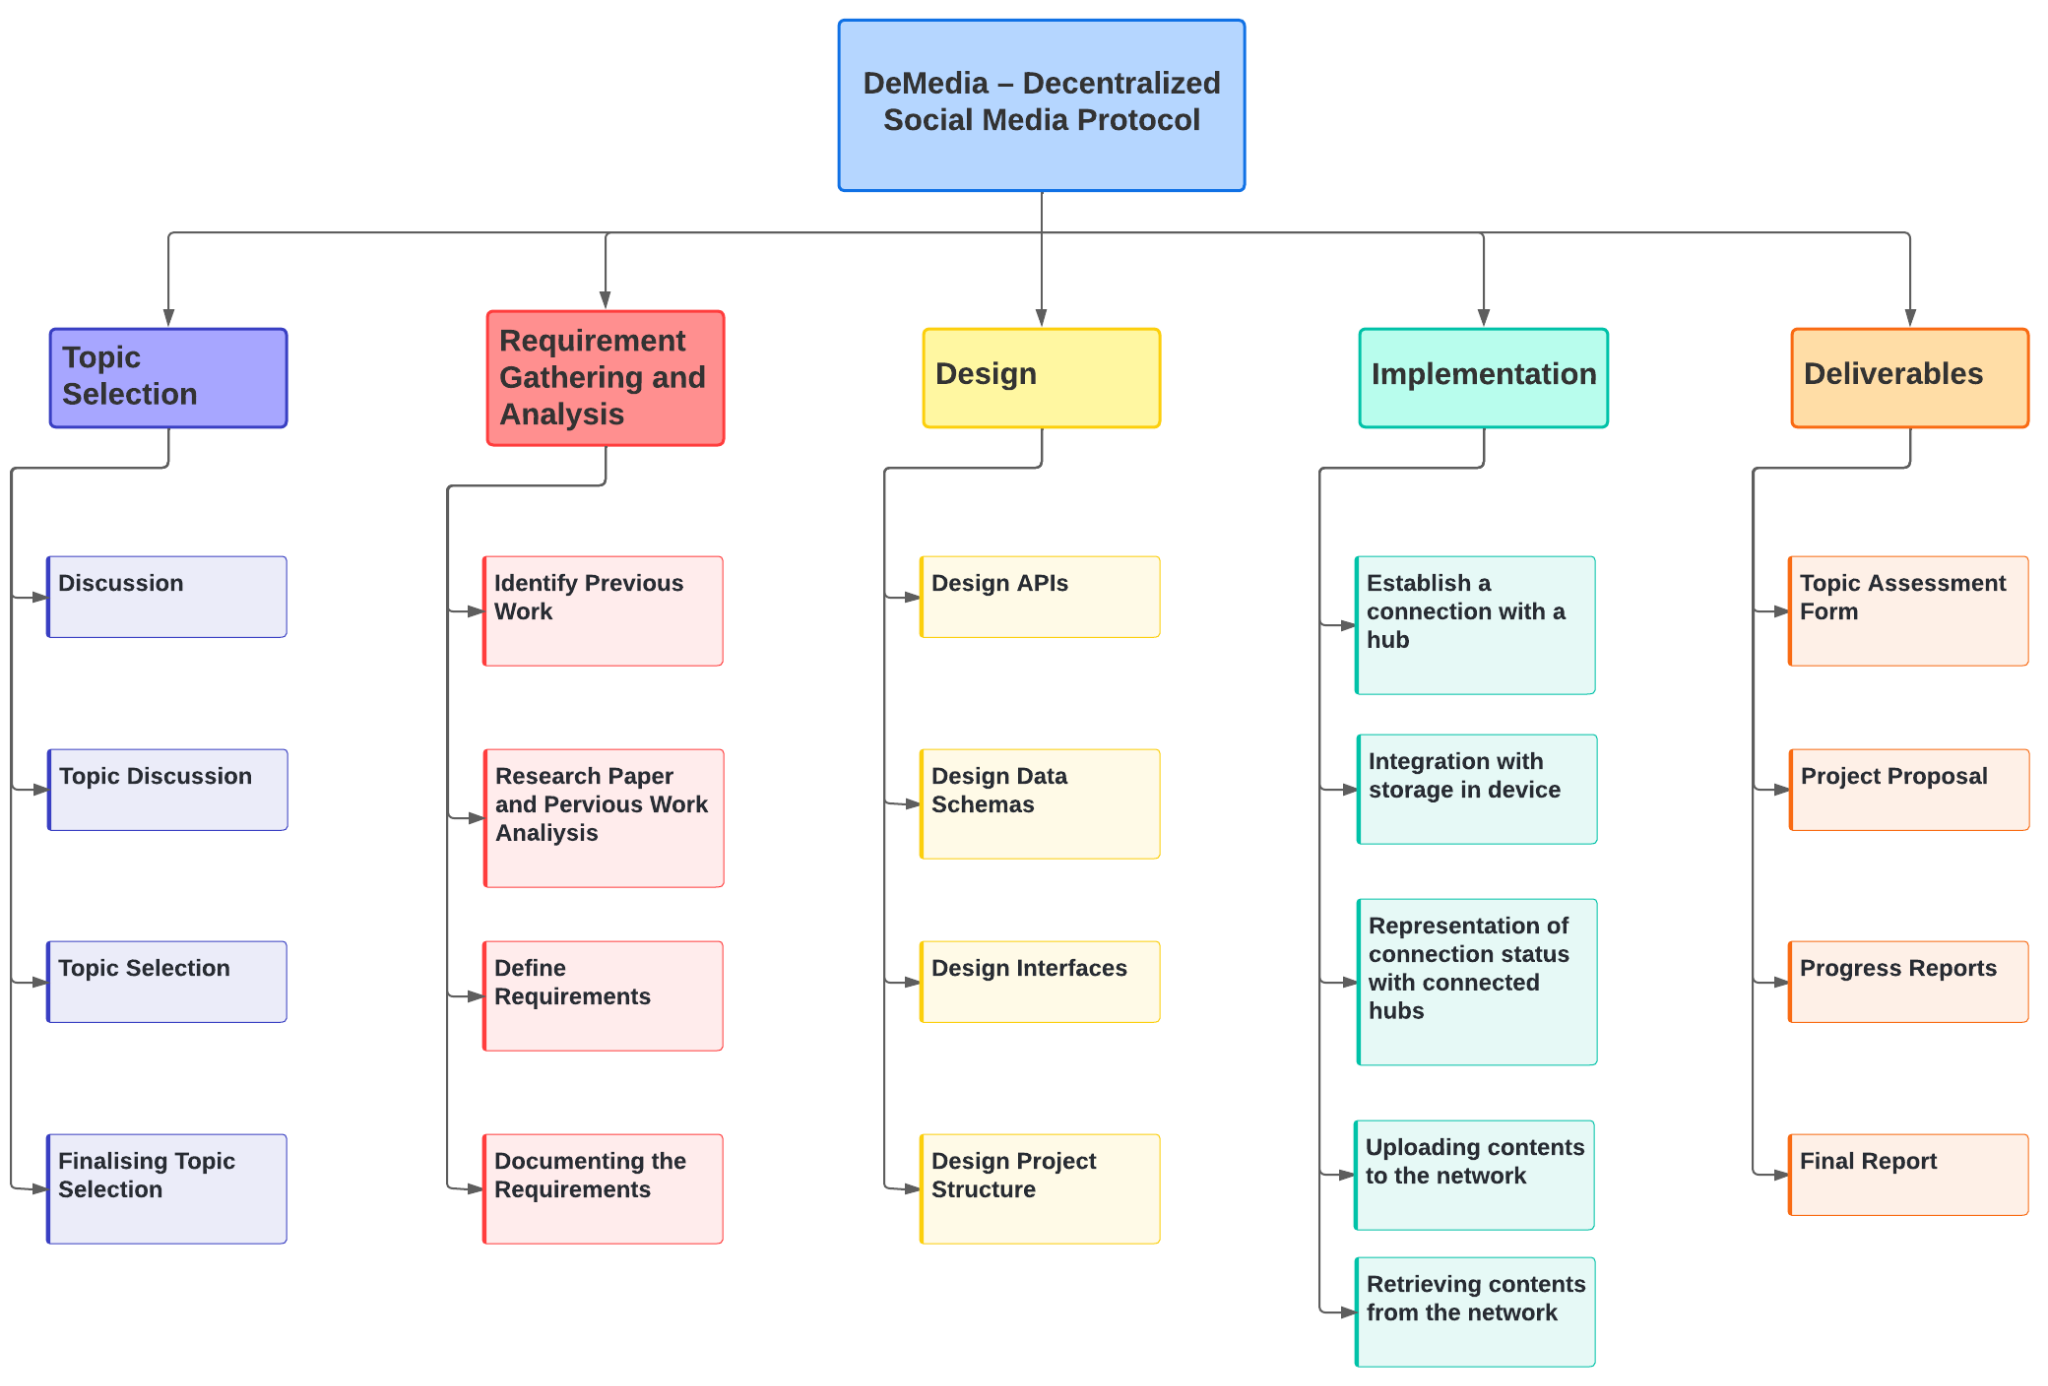 DeMedia – Decentralized
Social Media Protocol
Topic
Selection
Requirement
Gathering and
Analysis
Design
Implementation
Deliverables
Discussion
Topic Discussion
Topic Selection
Finalising Topic
Selection
Identify Previous
Work
Research Paper
and Pervious Work
Analiysis
Define
Requirements
Documenting the
Requirements
Design APIs
Design Data
Schemas
Design Interfaces
Design Project
Structure
Establish a
connection with a
hub
Integration with
storage in device
Representation of
connection status
with connected
hubs
Uploading contents
to the network
Retrieving contents
from the network
Topic Assessment
Form
Project Proposal
Progress Reports
Final Report